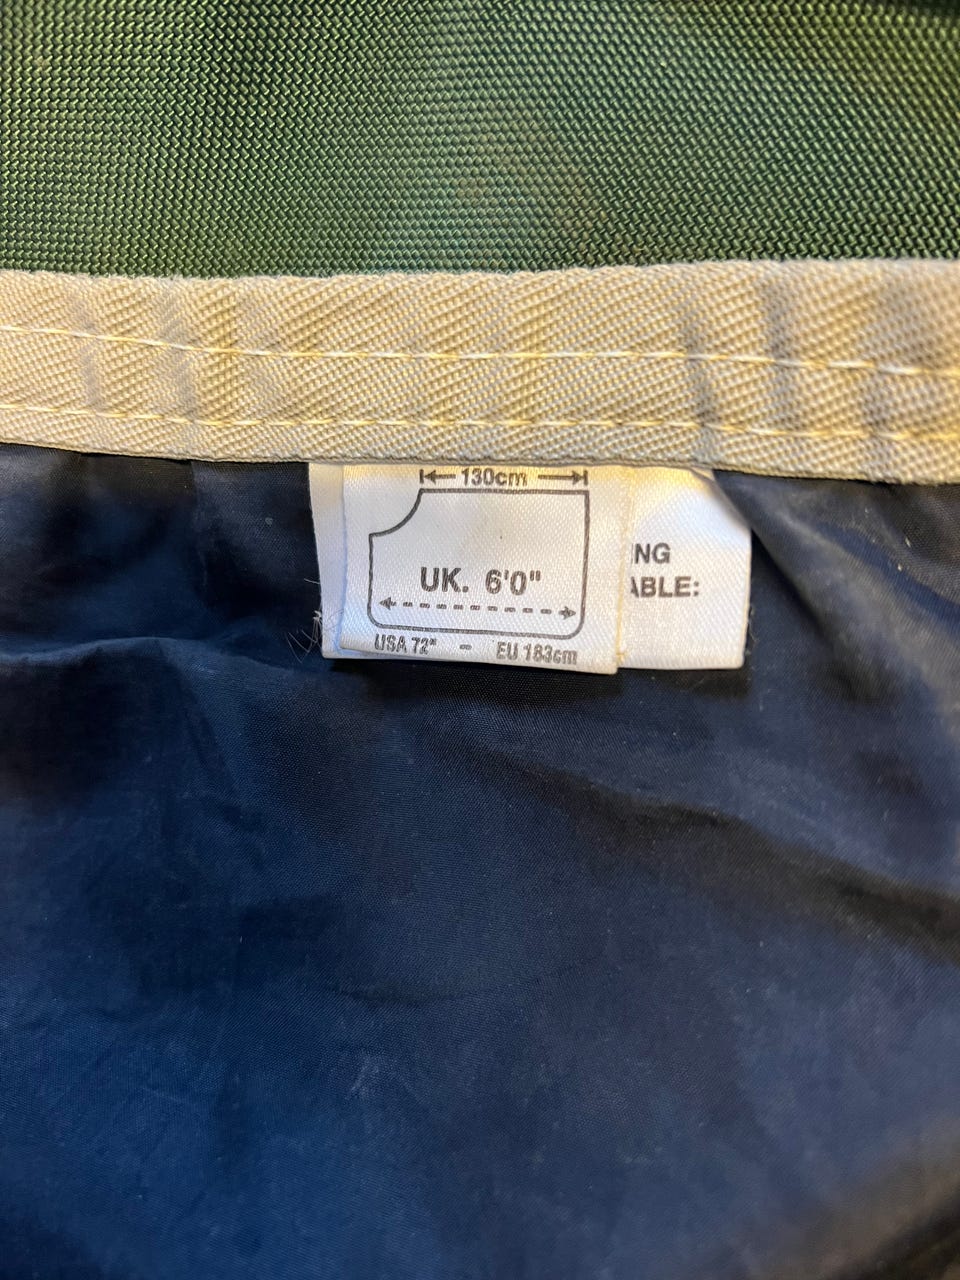 130cm
UK. 6'0"
USA 72" - EU 183cm
NG
ABLE: